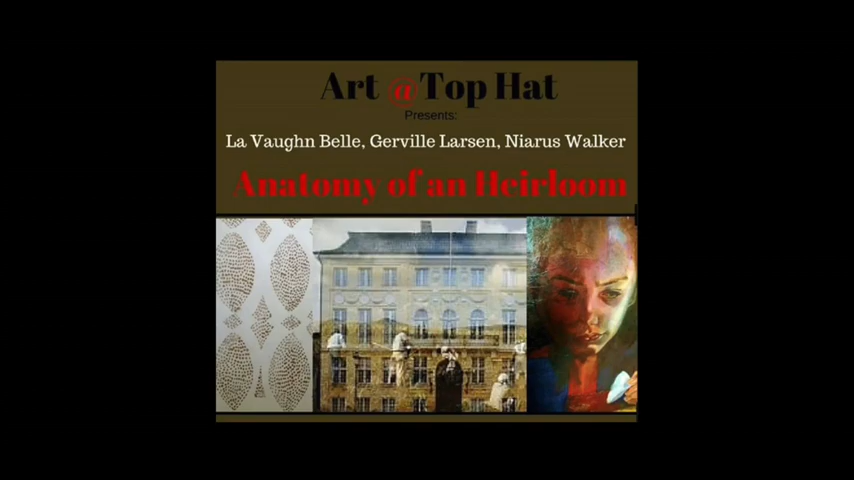 Art @ Top Hat
Presents:
La Vaughn Belle, Gerville Larsen, Niarus Walker
Anatomy of an Heirloom